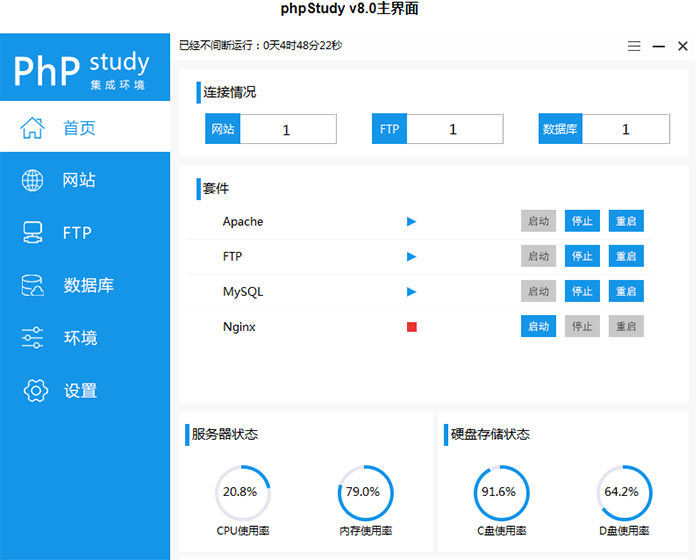 phpStudy v8.0主界面
PhP study
集成环境
已经不间断运行：0天4时48分22秒
首页
网站
FTP
数据库
环境
设置
连接情况
网站 1 FTP 1 数据库 1
套件
Apache 启动 停止 重启
FTP 启动 停止 重启
MySQL 启动 停止 重启
Nginx 启动 停止 重启
服务器状态
20.8% 79.0%
CPU使用率 内存使用率
硬盘存储状态
91.6% 64.2%
C盘使用率 D盘使用率